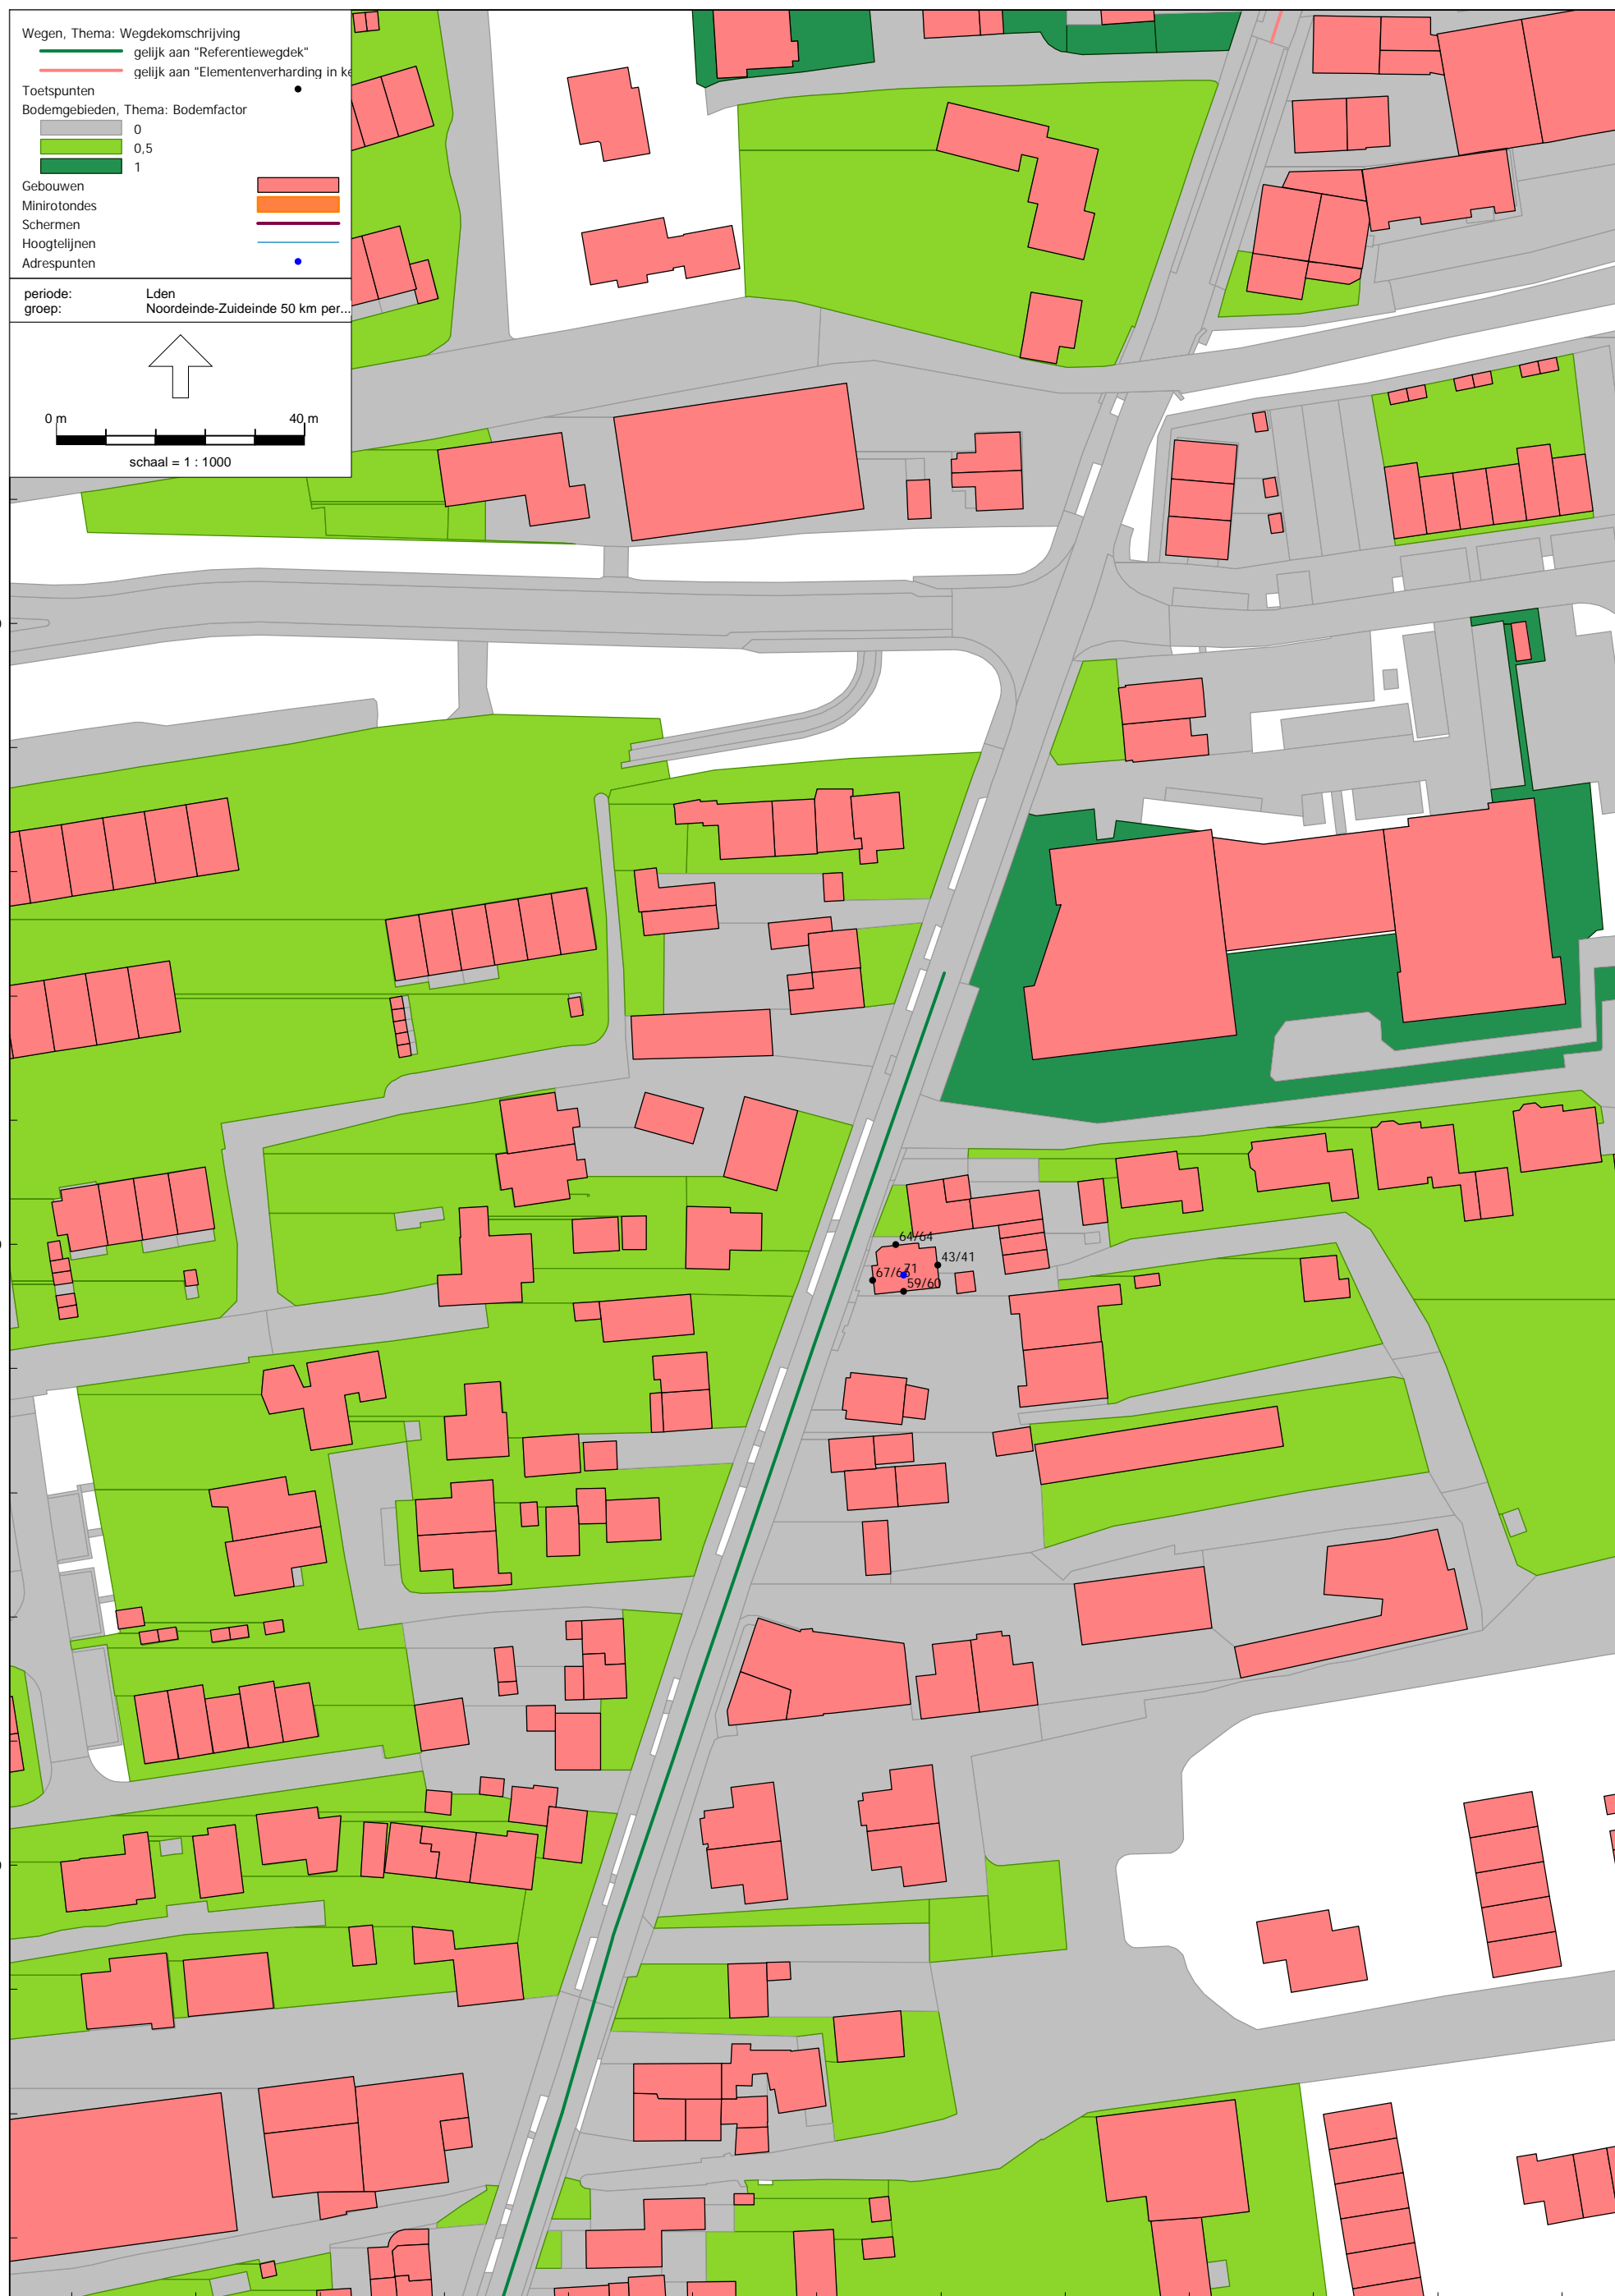 Wegen, Thema: Wegdekomschrijving
gelijk aan "Referentiewegdek"
gelijk aan "Elementenverharding in ke
Toetspunten
Bodemgebieden, Thema: Bodemfactor
0
0,5
1
Gebouwen
Minirotondes
Schermen
Hoogtelijnen
Adrespunten
periode: Lden
groep: Noordeinde-Zuideinde 50 km per...
0 m 40 m
schaal = 1 : 1000
64/64
43/41
71
59/60